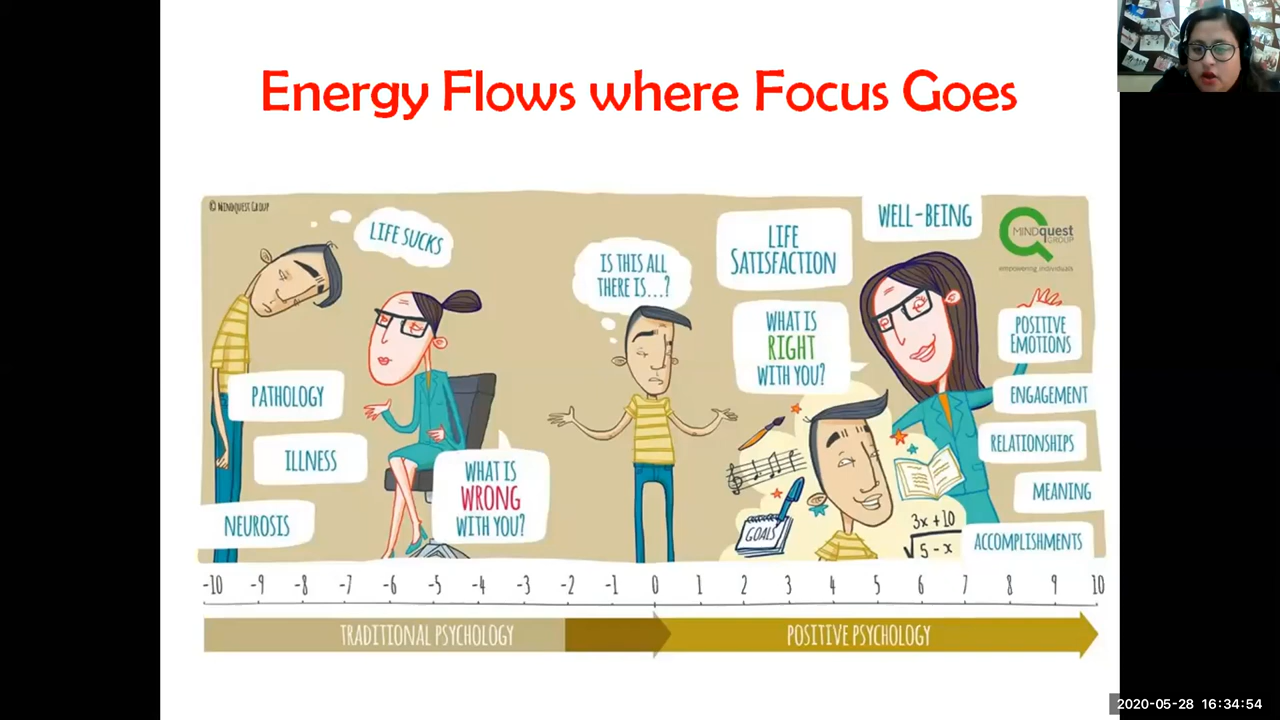 Energy Flows where Focus Goes
© MINDQUEST GROUP
LIFE SUCKS
PATHOLOGY
ILLNESS
NEUROSIS
WHAT IS
WRONG
WITH YOU?
IS THIS ALL
THERE IS...?
LIFE
SATISFACTION
WELL-BEING
MINDquest
GROUP
empowering individuals
WHAT IS
RIGHT
WITH YOU?
GOALS
3x + 10
√5 - x
POSITIVE
EMOTIONS
ENGAGEMENT
RELATIONSHIPS
MEANING
ACCOMPLISHMENTS
-10 -9 -8 -7 -6 -5 -4 -3 -2 -1 0 1 2 3 4 5 6 7 8 9 10
TRADITIONAL PSYCHOLOGY
POSITIVE PSYCHOLOGY
2020-05-28 16:34:54